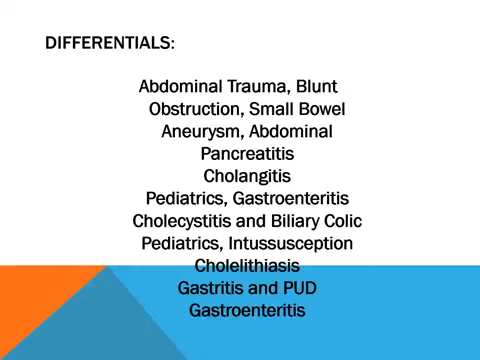 DIFFERENTIALS:
Abdominal Trauma, Blunt
Obstruction, Small Bowel
Aneurysm, Abdominal
Pancreatitis
Cholangitis
Pediatrics, Gastroenteritis
Cholecystitis and Biliary Colic
Pediatrics, Intussusception
Cholelithiasis
Gastritis and PUD
Gastroenteritis